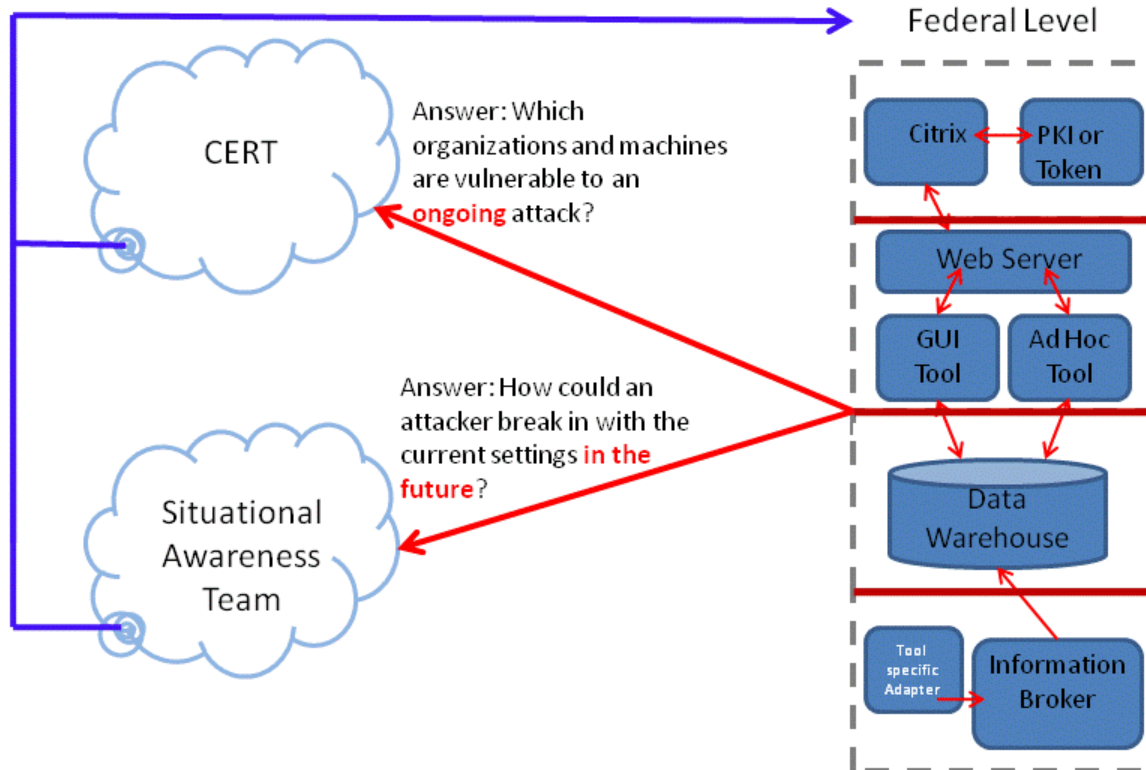 Federal Level
CERT
Answer: Which
organizations and machines
are vulnerable to an
ongoing attack?
Answer: How could an
attacker break in with the
current settings in the
future?
Situational
Awareness
Team
Citrix
PKI or
Token
Web Server
GUI
Tool
Ad Hoc
Tool
Data
Warehouse
Tool
specific
Adapter
Information
Broker